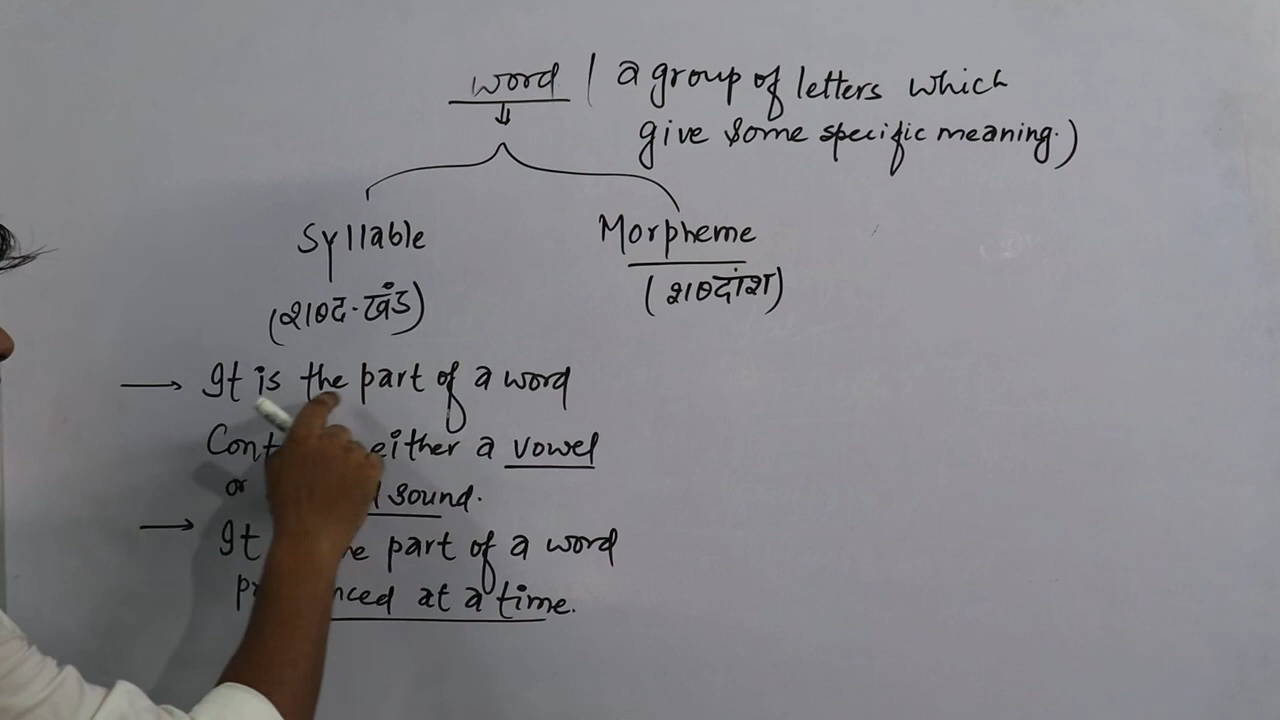 word ( a group of letters which
give some specific meaning.)
Syllable
Morpheme
(शब्द-खंड)
(शब्दांश)
It is the part of a word
either a vowel
or sound.
It part of a word
at a time.